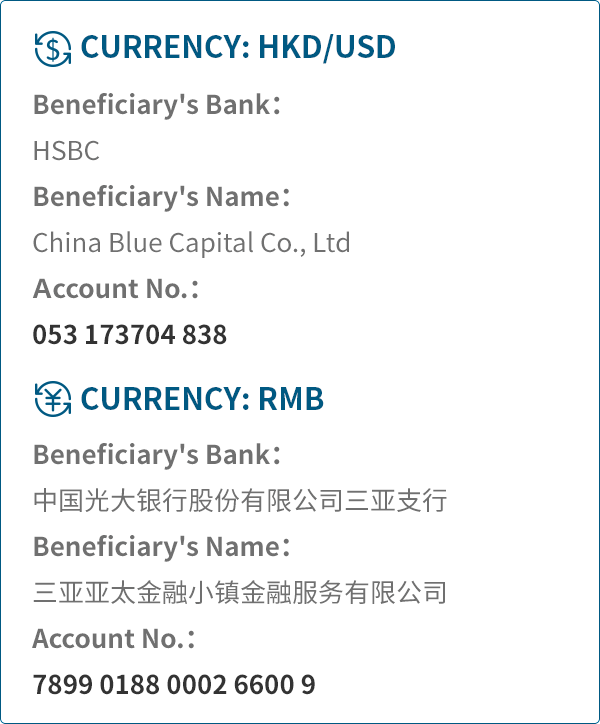 CURRENCY: HKD/USD
Beneficiary's Bank：
HSBC
Beneficiary's Name：
China Blue Capital Co., Ltd
Account No.：
053 173704 838
CURRENCY: RMB
Beneficiary's Bank：
中国光大银行股份有限公司三亚支行
Beneficiary's Name：
三亚亚太金融小镇金融服务有限公司
Account No.：
7899 0188 0002 6600 9